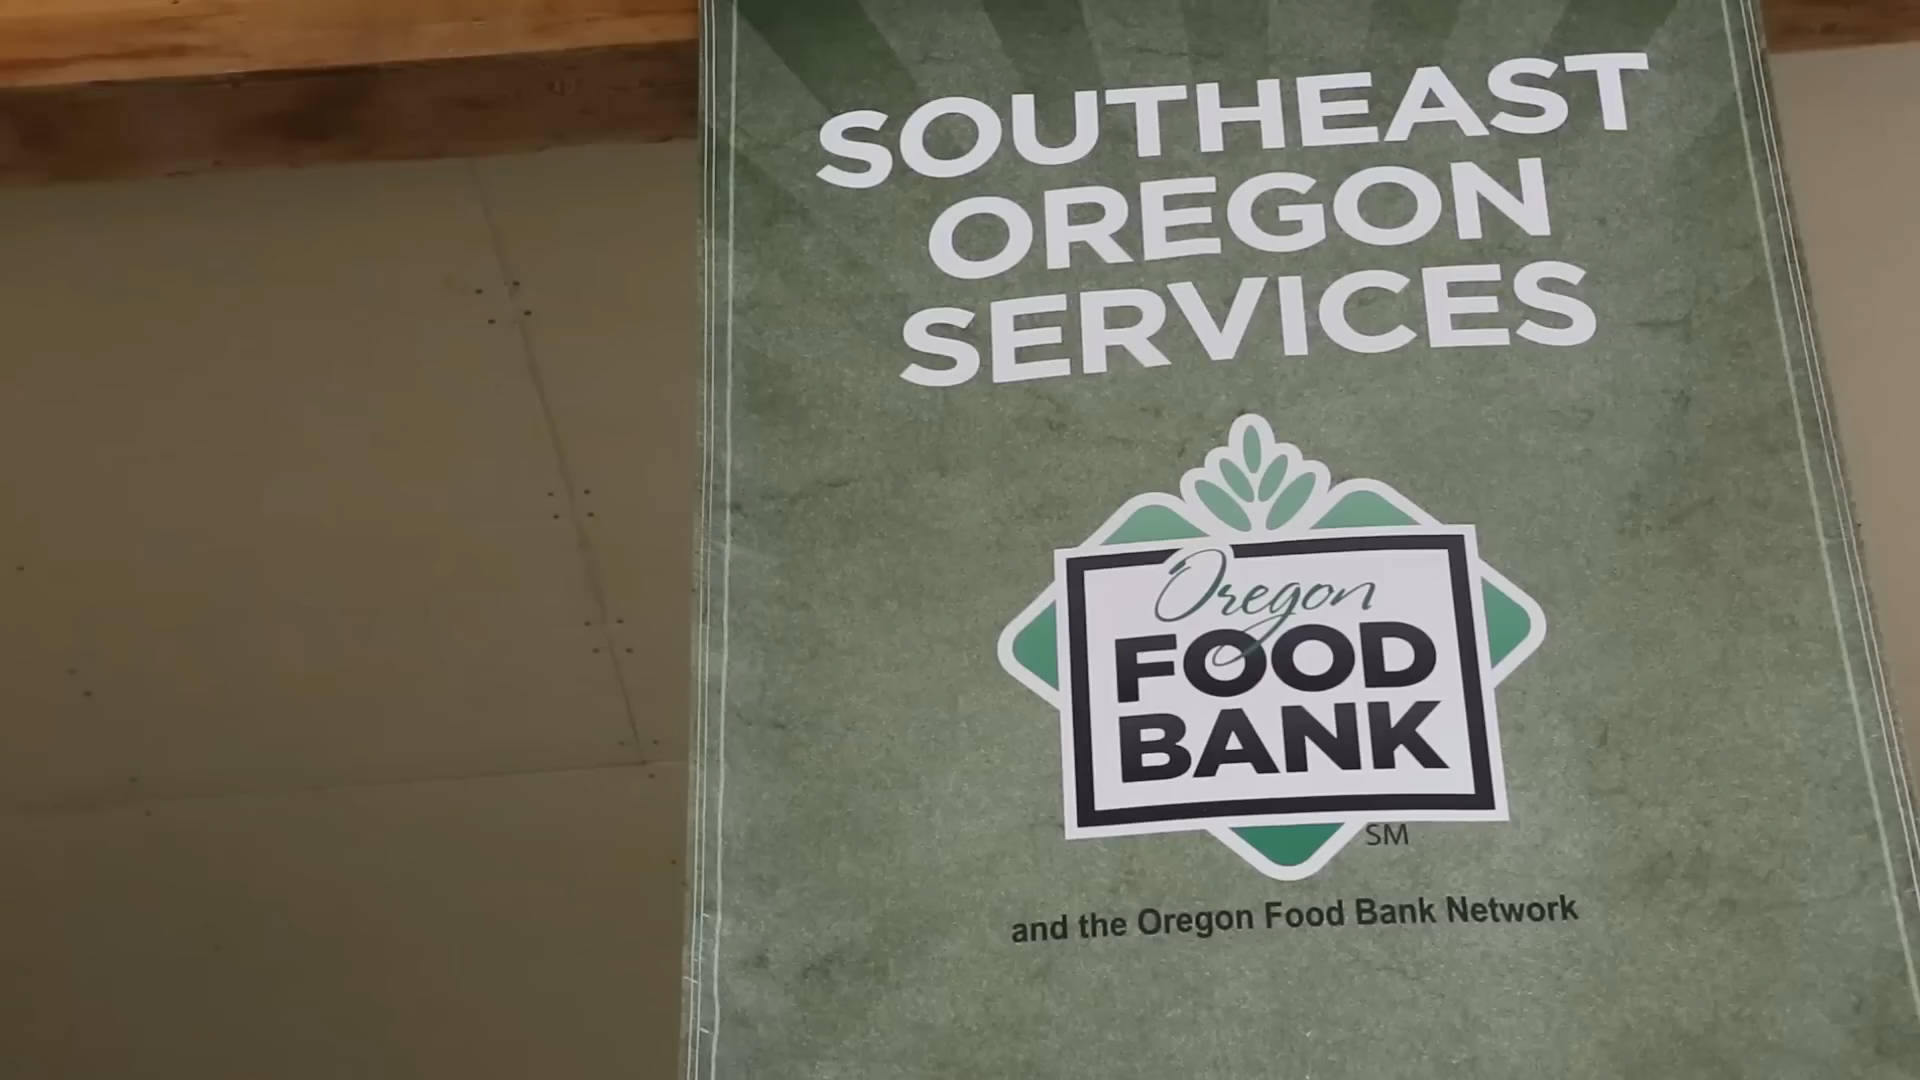 SOUTHEAST
OREGON
SERVICES
Oregon
FOOD
BANK
SM
and the Oregon Food Bank Network